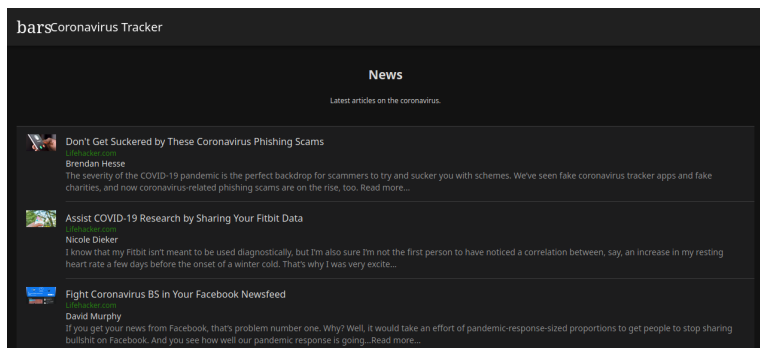 bars Coronavirus Tracker
News
Latest articles on the coronavirus.
Don't Get Suckered by These Coronavirus Phishing Scams
Lifehacker.com
Brendan Hesse
The severity of the COVID-19 pandemic is the perfect backdrop for scammers to try and sucker you with schemes. We've seen fake coronavirus tracker apps and fake
charities, and now coronavirus-related phishing scams are on the rise, too. Read more...
Assist COVID-19 Research by Sharing Your Fitbit Data
Lifehacker.com
Nicole Dieker
I know that my Fitbit isn't meant to be used diagnostically, but I'm also sure I'm not the first person to have noticed a correlation between, say, an increase in my resting
heart rate a few days before the onset of a winter cold. That's why I was very excite...
Fight Coronavirus BS in Your Facebook Newsfeed
Lifehacker.com
David Murphy
If you get your news from Facebook, that's problem number one. Why? Well, it would take an effort of pandemic-response-sized proportions to get people to stop sharing
bullshit on Facebook. And you see how well our pandemic response is going...Read more...